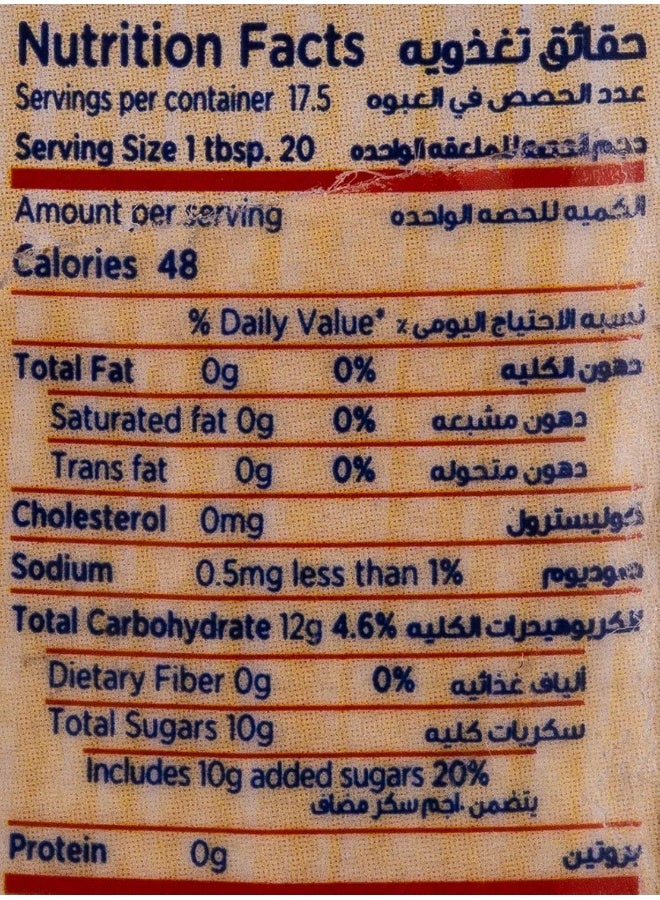 Nutrition Facts حقائق تغذويه
Servings per container 17.5 عدد الحصص في العبوه
Serving Size 1 tbsp. 20 حجم الحصه للملعقه الواحده
Amount per serving الكميه للحصه الواحده
Calories 48
% Daily Value* نسبه الاحتياج اليومي ٪
Total Fat 0g 0% دهون الكليه
Saturated fat 0g 0% دهون مشبعه
Trans fat 0g 0% دهون متحوله
Cholesterol 0mg كوليسترول
Sodium 0.5mg less than 1% صوديوم
Total Carbohydrate 12g 4.6% الكربوهيدرات الكليه
Dietary Fiber 0g 0% ألياف غذائيه
Total Sugars 10g سكريات كليه
Includes 10g added sugars 20%
يتضمن ١٠جم سكر مضاف
Protein 0g بروتين